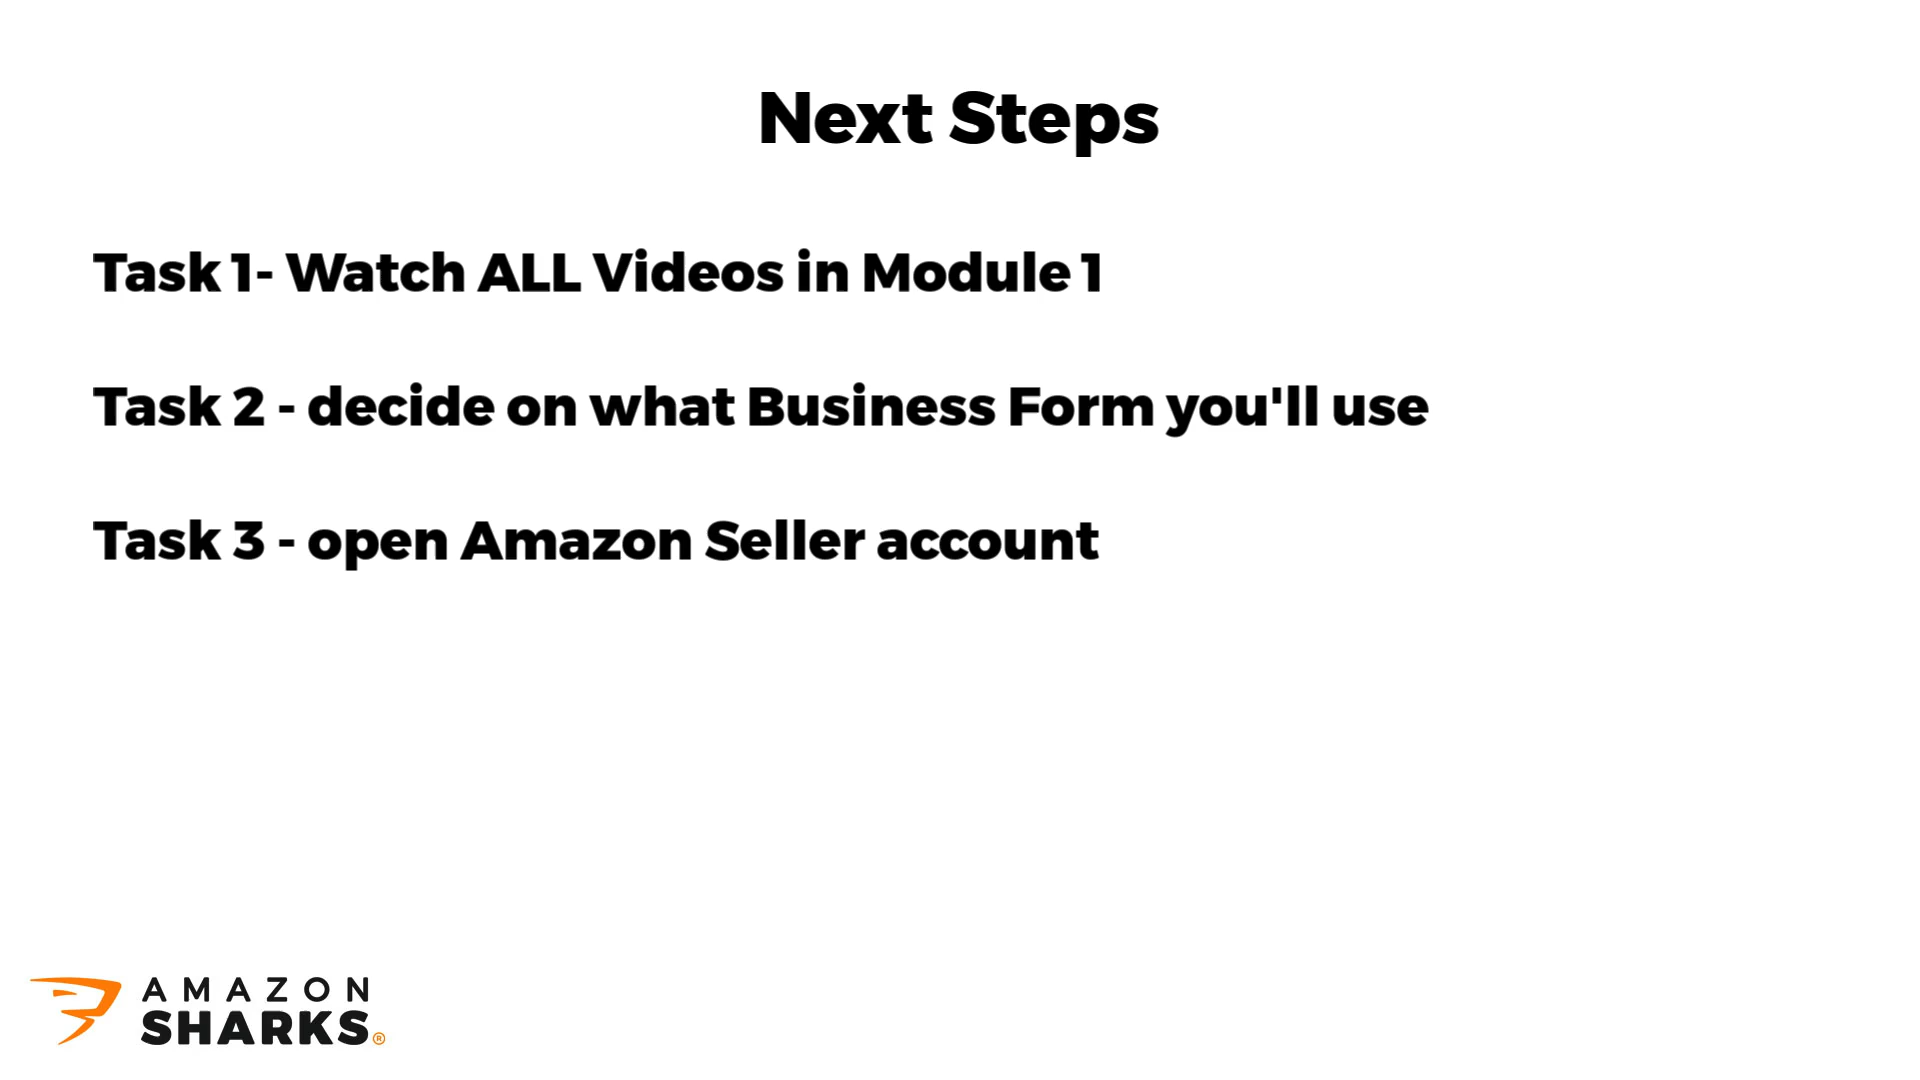 Next Steps
Task 1- Watch ALL Videos in Module 1
Task 2 - decide on what Business Form you'll use
Task 3 - open Amazon Seller account
AMAZON
SHARKS®